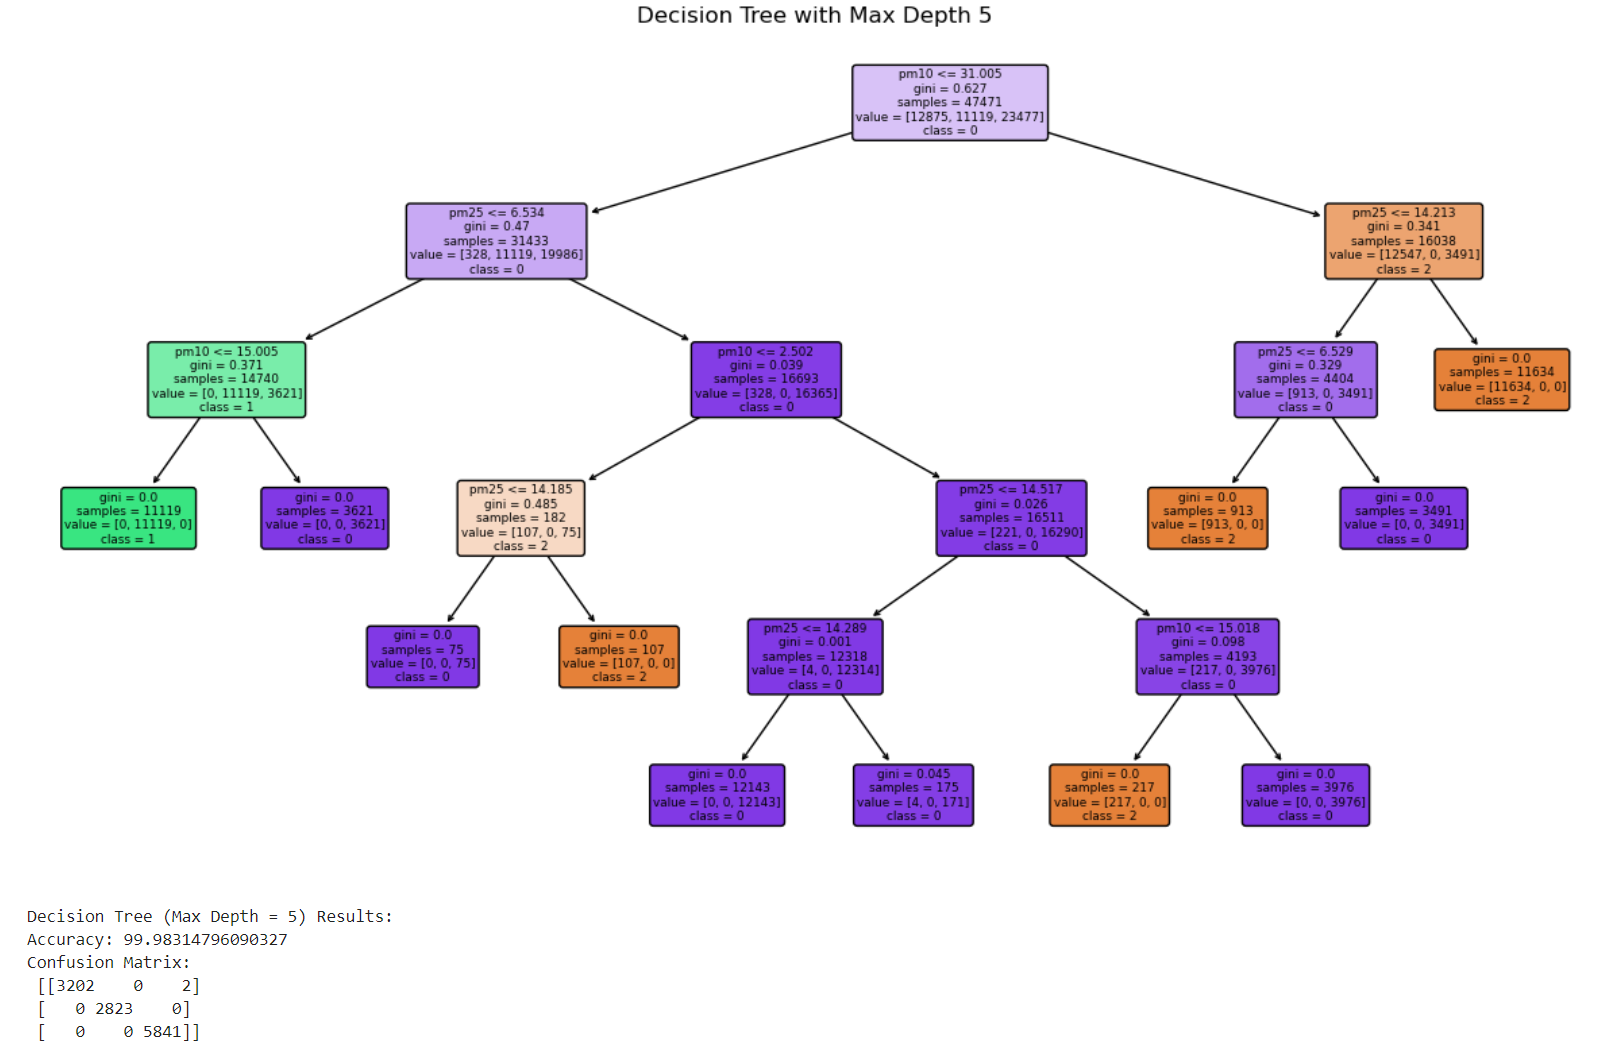 Decision Tree with Max Depth 5
pm10 <= 31.005
gini = 0.627
samples = 47471
value = [12875, 11119, 23477]
class = 0
pm25 <= 6.534
gini = 0.47
samples = 31433
value = [328, 11119, 19986]
class = 0
pm25 <= 14.213
gini = 0.341
samples = 16038
value = [12547, 0, 3491]
class = 2
pm10 <= 15.005
gini = 0.371
samples = 14740
value = [0, 11119, 3621]
class = 1
pm10 <= 2.502
gini = 0.039
samples = 16693
value = [328, 0, 16365]
class = 0
pm25 <= 6.529
gini = 0.329
samples = 4404
value = [913, 0, 3491]
class = 0
gini = 0.0
samples = 11634
value = [11634, 0, 0]
class = 2
gini = 0.0
samples = 11119
value = [0, 11119, 0]
class = 1
gini = 0.0
samples = 3621
value = [0, 0, 3621]
class = 0
pm25 <= 14.185
gini = 0.485
samples = 182
value = [107, 0, 75]
class = 2
pm25 <= 14.517
gini = 0.026
samples = 16511
value = [221, 0, 16290]
class = 0
gini = 0.0
samples = 913
value = [913, 0, 0]
class = 2
gini = 0.0
samples = 3491
value = [0, 0, 3491]
class = 0
gini = 0.0
samples = 75
value = [0, 0, 75]
class = 0
gini = 0.0
samples = 107
value = [107, 0, 0]
class = 2
pm25 <= 14.289
gini = 0.001
samples = 12318
value = [4, 0, 12314]
class = 0
pm10 <= 15.018
gini = 0.098
samples = 4193
value = [217, 0, 3976]
class = 0
gini = 0.0
samples = 12143
value = [0, 0, 12143]
class = 0
gini = 0.045
samples = 175
value = [4, 0, 171]
class = 0
gini = 0.0
samples = 217
value = [217, 0, 0]
class = 2
gini = 0.0
samples = 3976
value = [0, 0, 3976]
class = 0
Decision Tree (Max Depth = 5) Results:
Accuracy: 99.98314796090327
Confusion Matrix:
[[3202    0    2]
[   0 2823    0]
[   0    0 5841]]